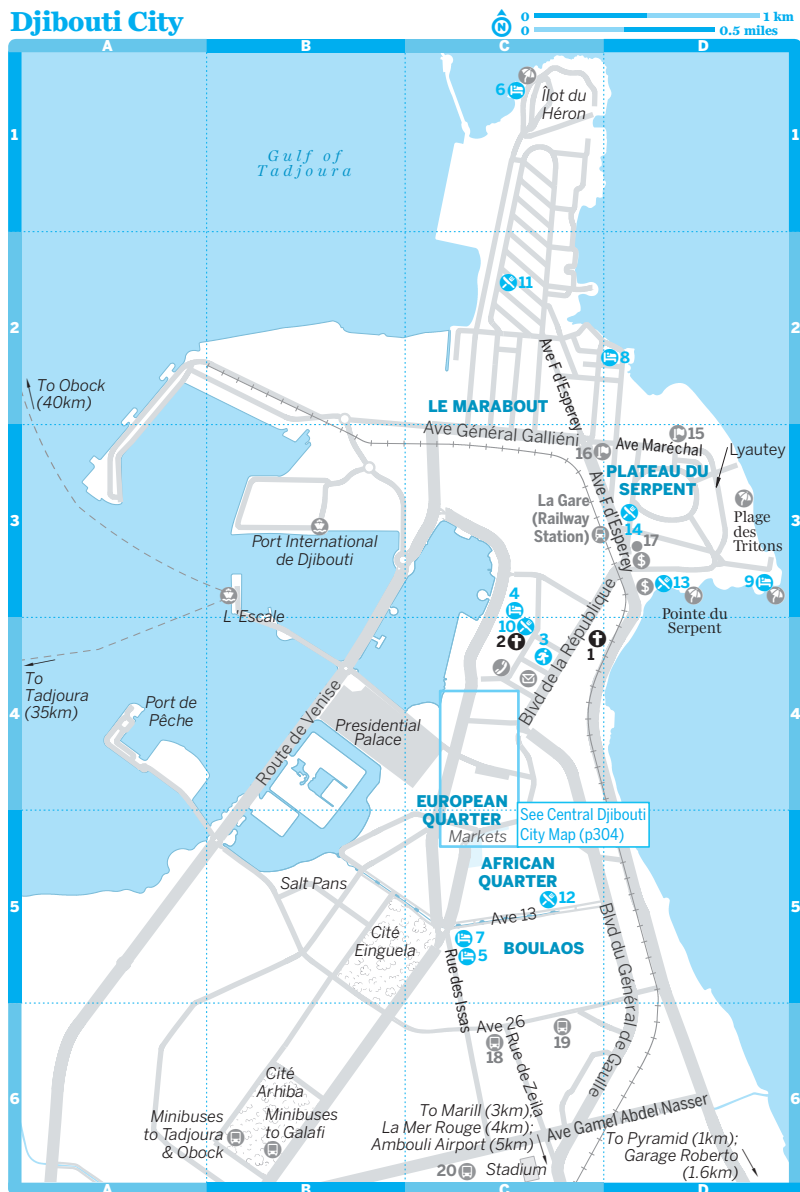 Djibouti City
N
0 1 km
0 0.5 miles
A B C D
1 1
6
Îlot du
Héron
Gulf of
Tadjoura
11
2 2
8
Ave F d'Esperey
To Obock
(40km)
LE MARABOUT
Ave Général Galliéni
15
16
Ave Maréchal
Lyautey
PLATEAU DU
SERPENT
Ave F d'Esperey
La Gare
(Railway
Station)
14
17
3 3
Plage
des
Tritons
Port International
de Djibouti
$
$
13
9
4
L 'Escale
Pointe du
Serpent
10
2
3
1
Blvd de la République
To
Tadjoura
(35km)
Port de
Pêche
4 4
Route de Venise
Presidential
Palace
EUROPEAN
QUARTER
Markets
See Central Djibouti
City Map (p304)
AFRICAN
QUARTER
Salt Pans
12
5 5
Ave 13
Cité
Einguela
7
5
BOULAOS
Rue des Issas
Blvd du Général de Gaulle
Ave 26
18
19
Rue de Zeila
Cité
Arhiba
6 6
Minibuses
to Tadjoura
& Obock
Minibuses
to Galafi
To Marill (3km);
La Mer Rouge (4km);
Ambouli Airport (5km)
Ave Gamel Abdel Nasser
To Pyramid (1km);
Garage Roberto
(1.6km)
20
Stadium
A B C D